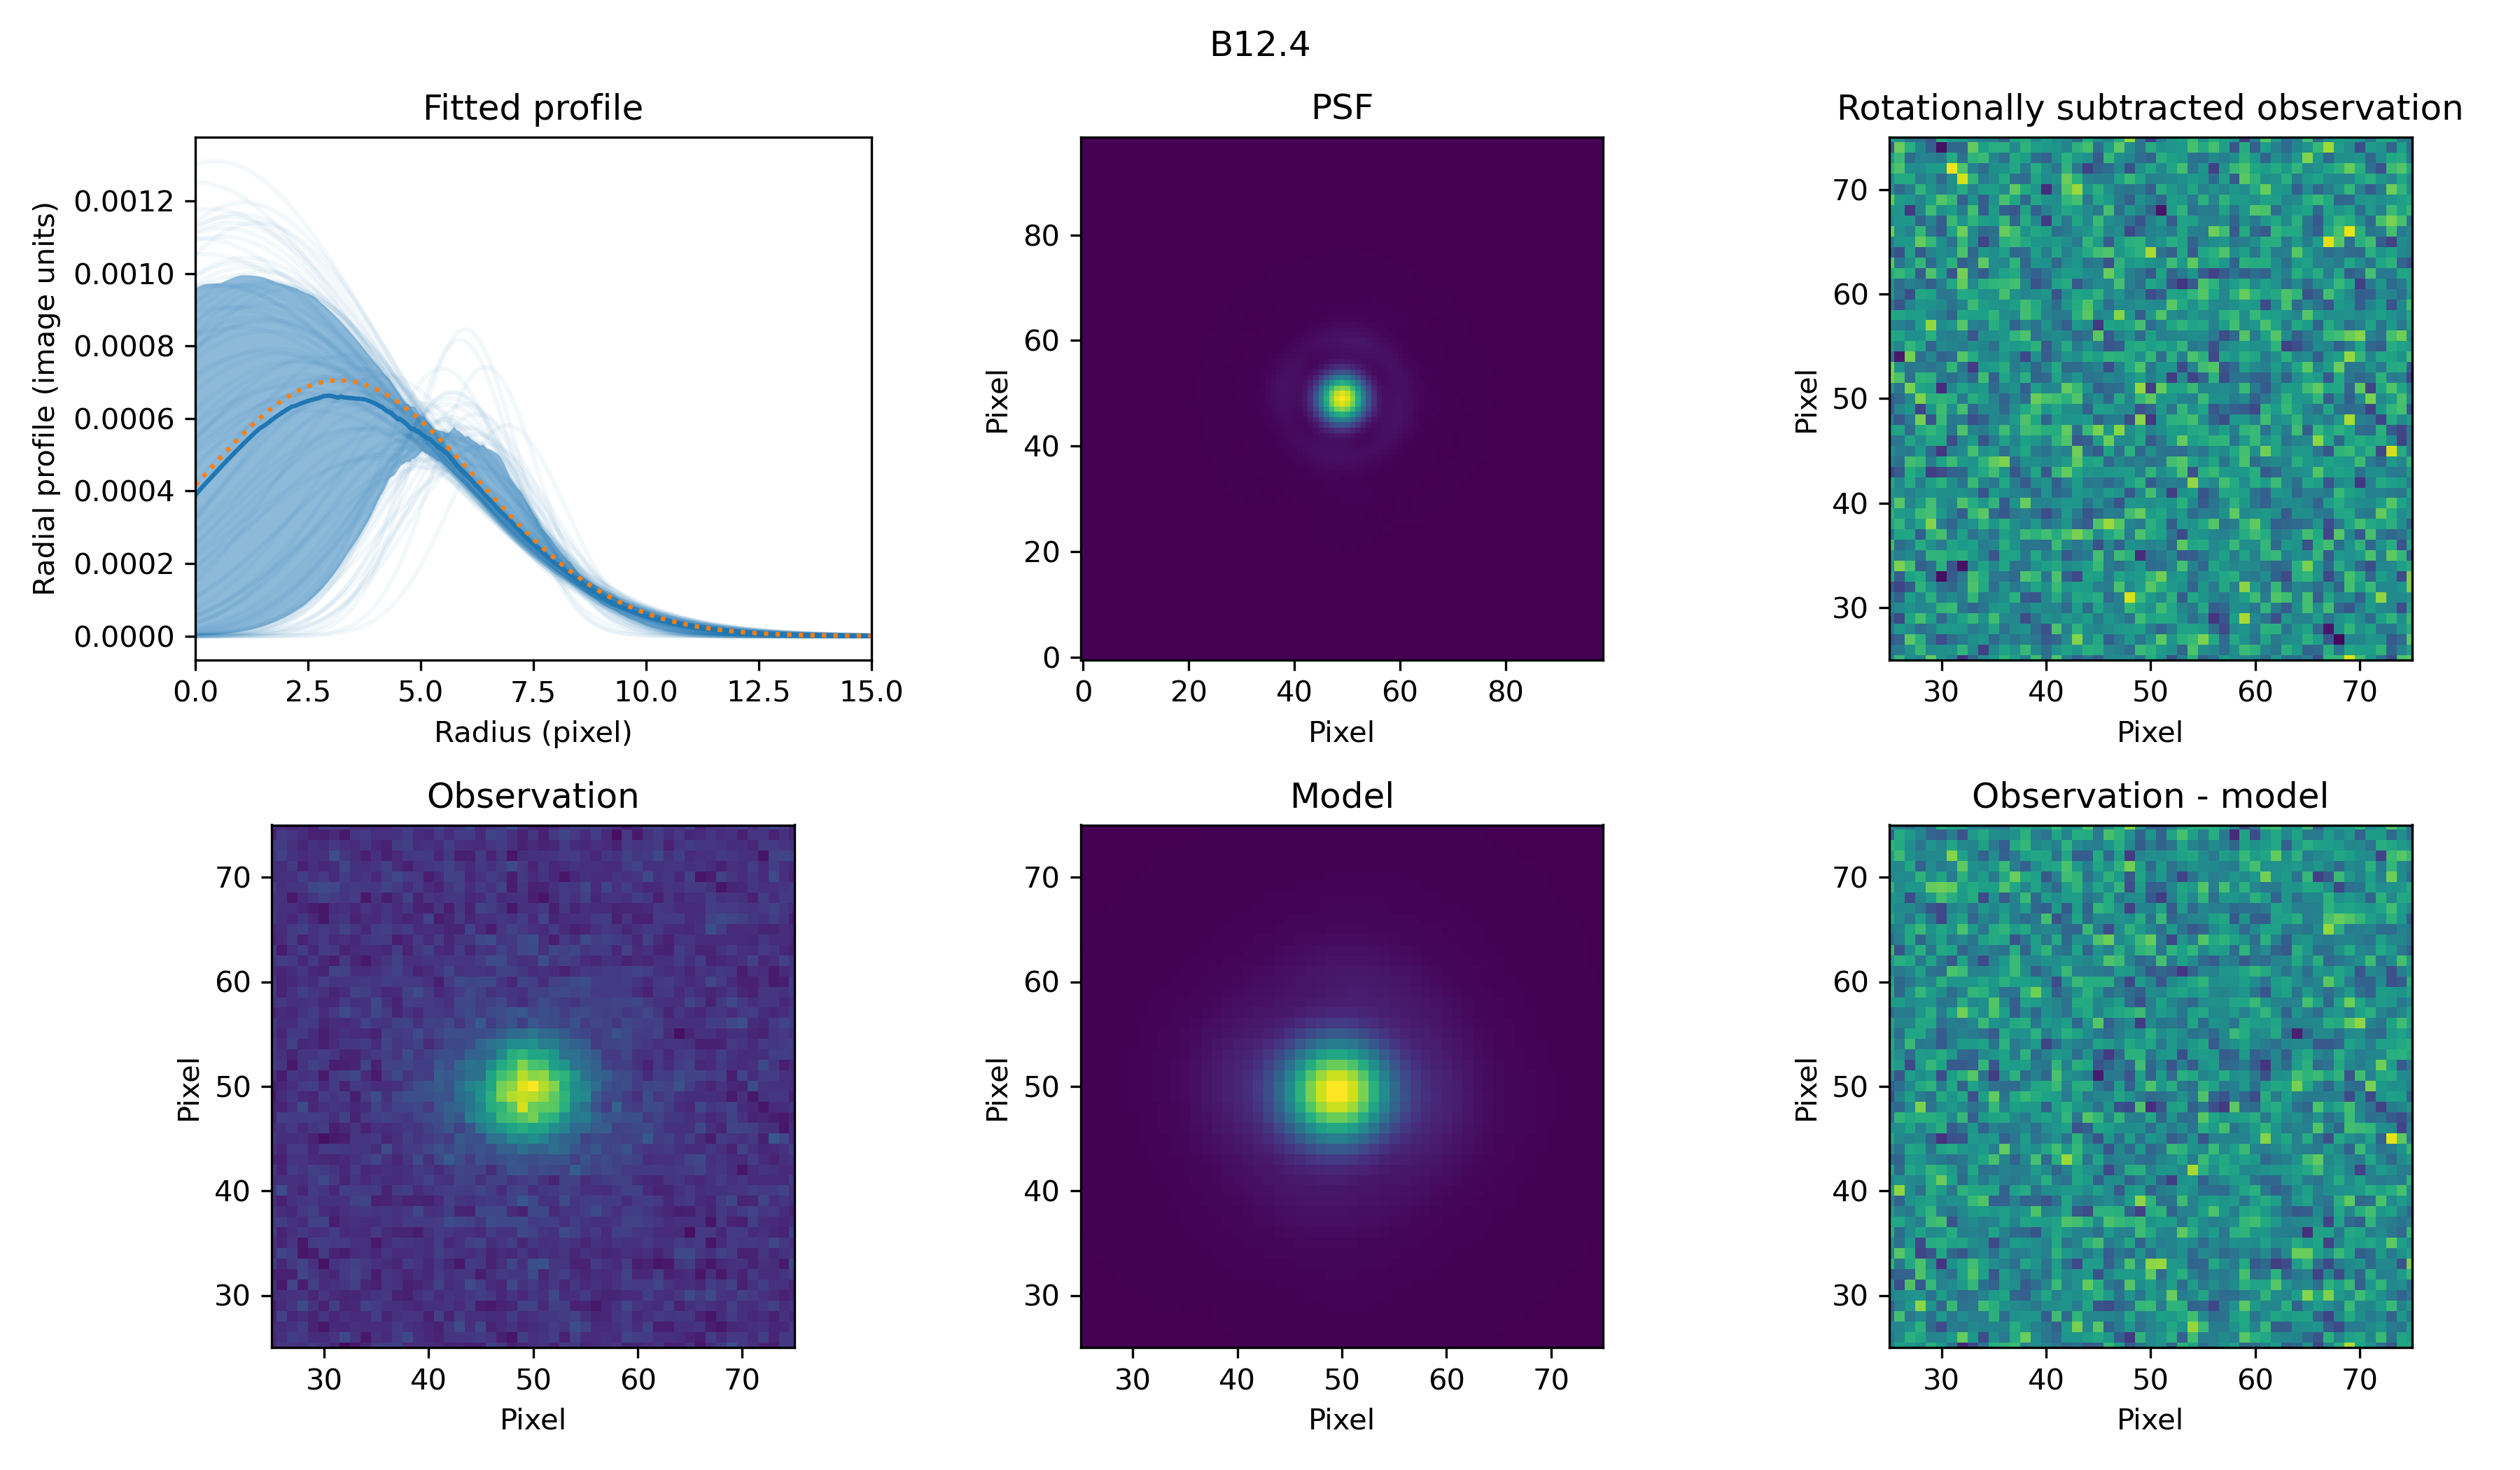 B12.4
Fitted profile
PSF
Rotationally subtracted observation
Radial profile (image units)
0.0012
0.0010
0.0008
0.0006
0.0004
0.0002
0.0000
0.0 2.5 5.0 7.5 10.0 12.5 15.0
Radius (pixel)
Pixel
80
60
40
20
0
0 20 40 60 80
Pixel
Pixel
70
60
50
40
30
30 40 50 60 70
Pixel
Observation
Model
Observation - model
Pixel
70
60
50
40
30
30 40 50 60 70
Pixel
Pixel
70
60
50
40
30
30 40 50 60 70
Pixel
Pixel
70
60
50
40
30
30 40 50 60 70
Pixel